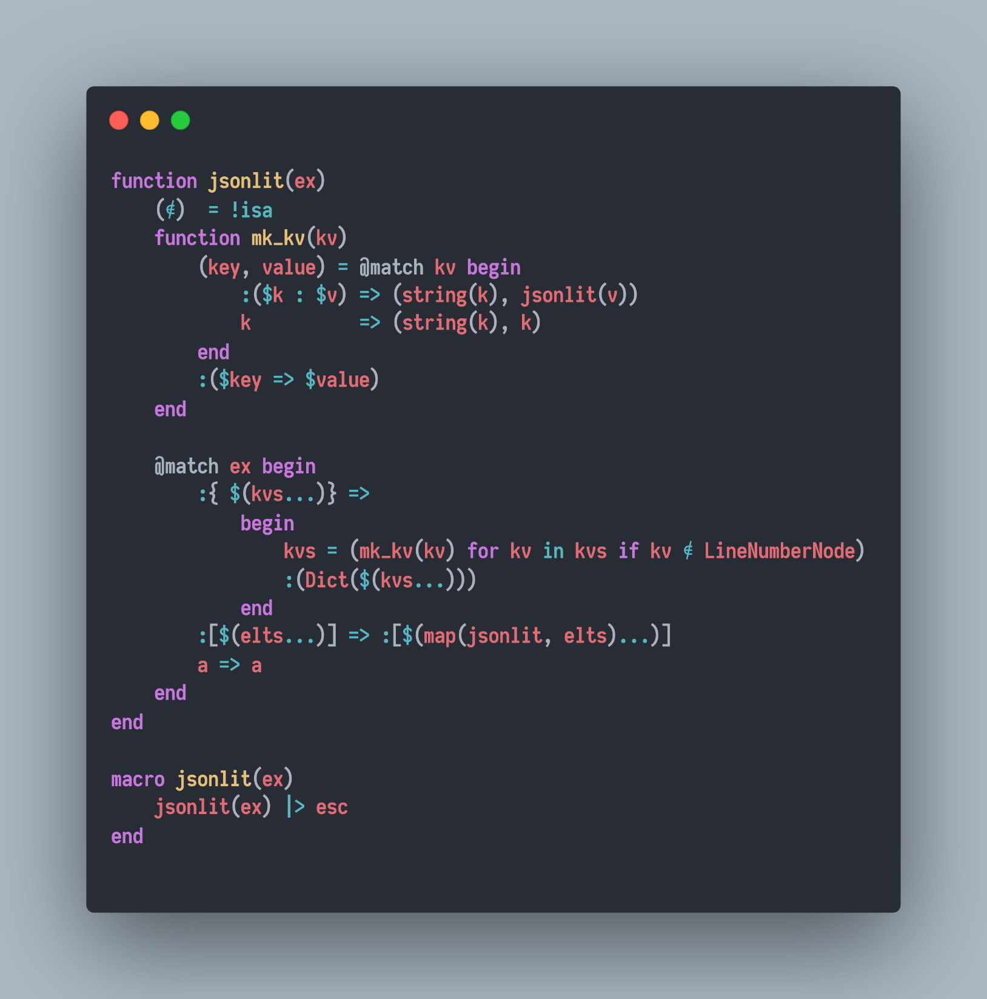 function jsonlit(ex)
    (∉)  = !isa
    function mk_kv(kv)
        (key, value) = @match kv begin
            :($k : $v) => (string(k), jsonlit(v))
            k          => (string(k), k)
        end
        :($key => $value)
    end

    @match ex begin
        :{ $(kvs...)} =>
            begin
                kvs = (mk_kv(kv) for kv in kvs if kv ∉ LineNumberNode)
                :(Dict($(kvs...)))
            end
        :[$(elts...)] => :[$(map(jsonlit, elts)...)]
        a => a
    end
end

macro jsonlit(ex)
    jsonlit(ex) |> esc
end